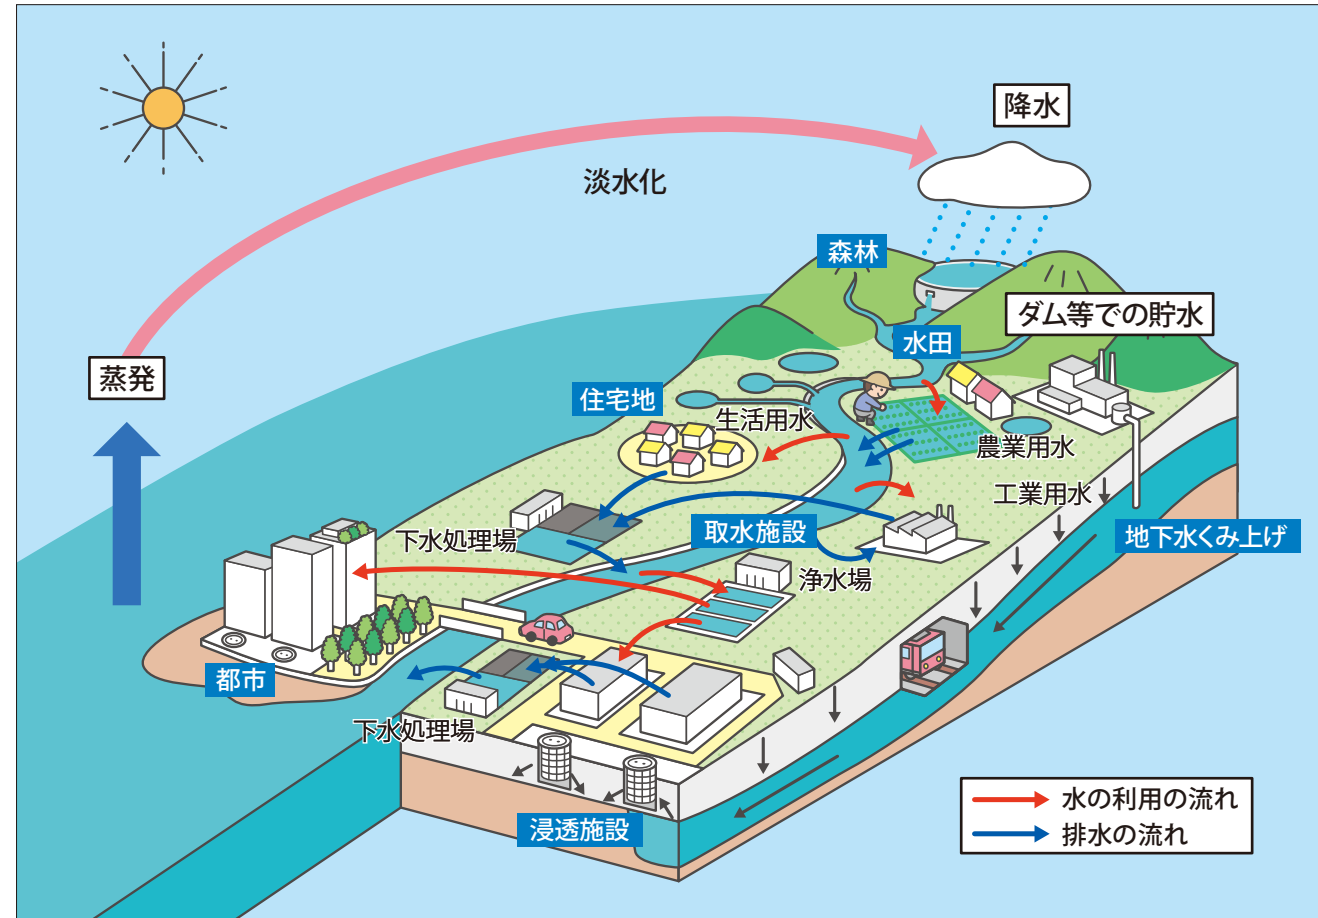 降水
淡水化
森林
ダム等での貯水
水田
蒸発
住宅地
生活用水
農業用水
工業用水
下水処理場
取水施設
地下水くみ上げ
浄水場
都市
下水処理場
浸透施設
水の利用の流れ
排水の流れ